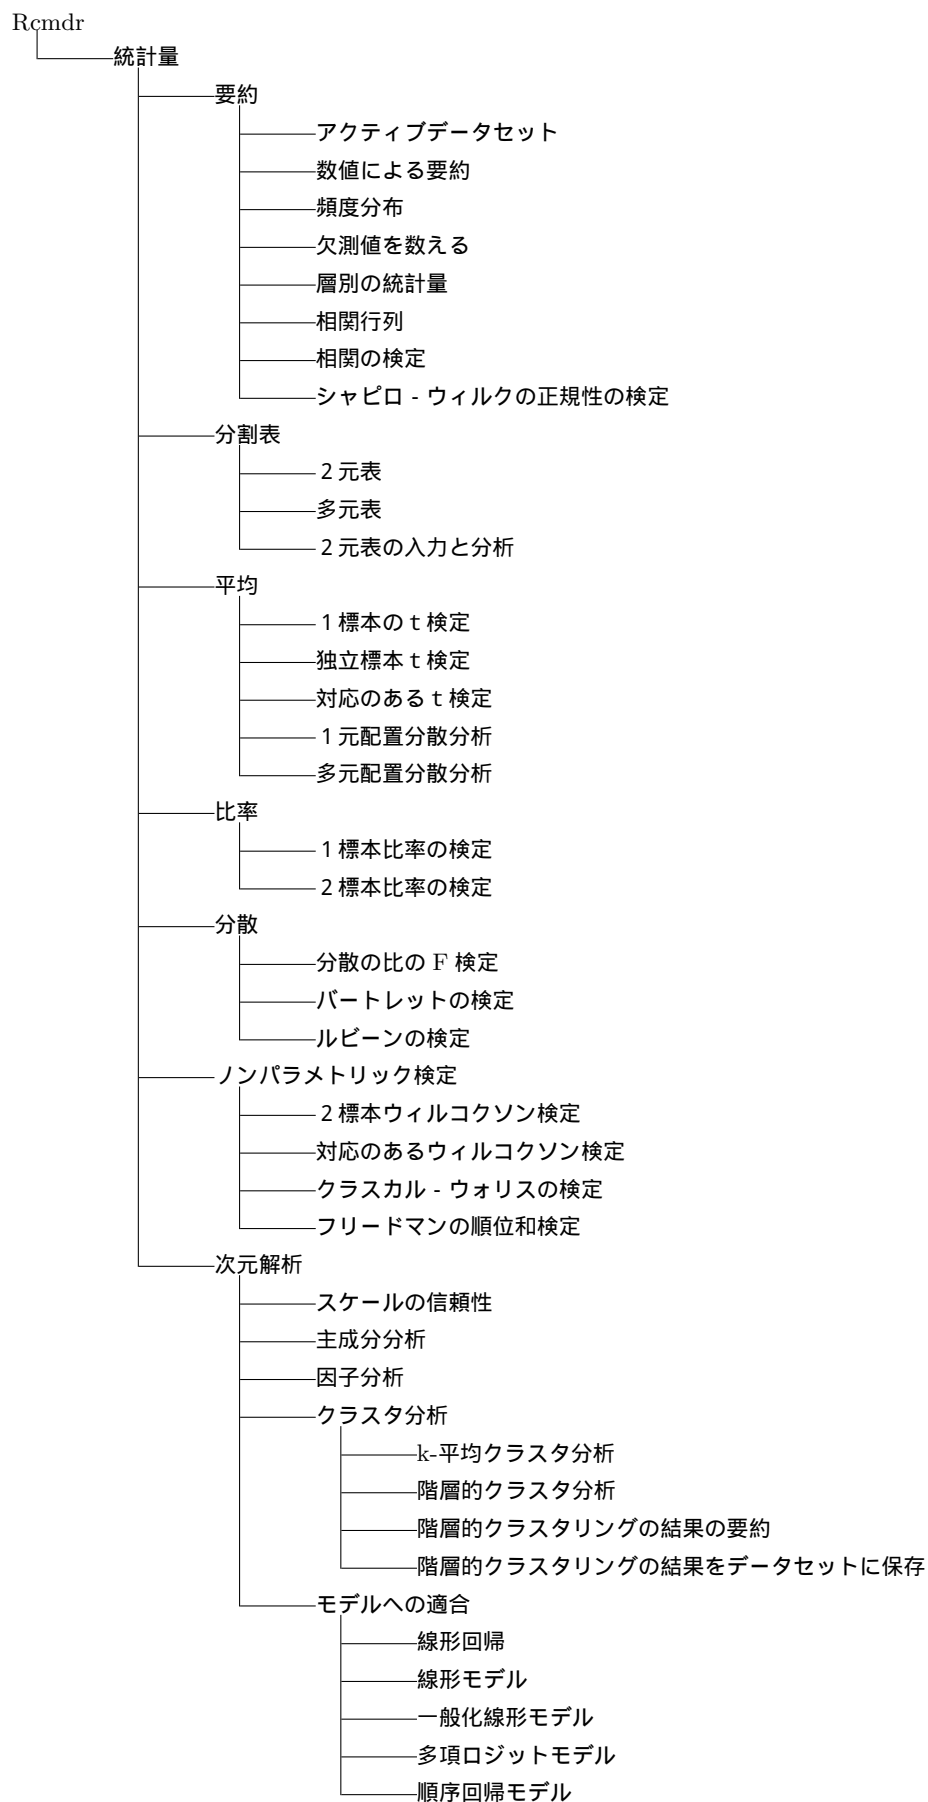 Rcmdr
統計量
要約
アクティブデータセット
数値による要約
頻度分布
欠測値を数える
層別の統計量
相関行列
相関の検定
シャピロ - ウィルクの正規性の検定
分割表
２元表
多元表
２元表の入力と分析
平均
１標本の t 検定
独立標本 t 検定
対応のある t 検定
１元配置分散分析
多元配置分散分析
比率
１標本比率の検定
２標本比率の検定
分散
分散の比の F 検定
バートレットの検定
ルビーンの検定
ノンパラメトリック検定
２標本ウィルコクソン検定
対応のあるウィルコクソン検定
クラスカル - ウォリスの検定
フリードマンの順位和検定
次元解析
スケールの信頼性
主成分分析
因子分析
クラスタ分析
k-平均クラスタ分析
階層的クラスタ分析
階層的クラスタリングの結果の要約
階層的クラスタリングの結果をデータセットに保存
モデルへの適合
線形回帰
線形モデル
一般化線形モデル
多項ロジットモデル
順序回帰モデル